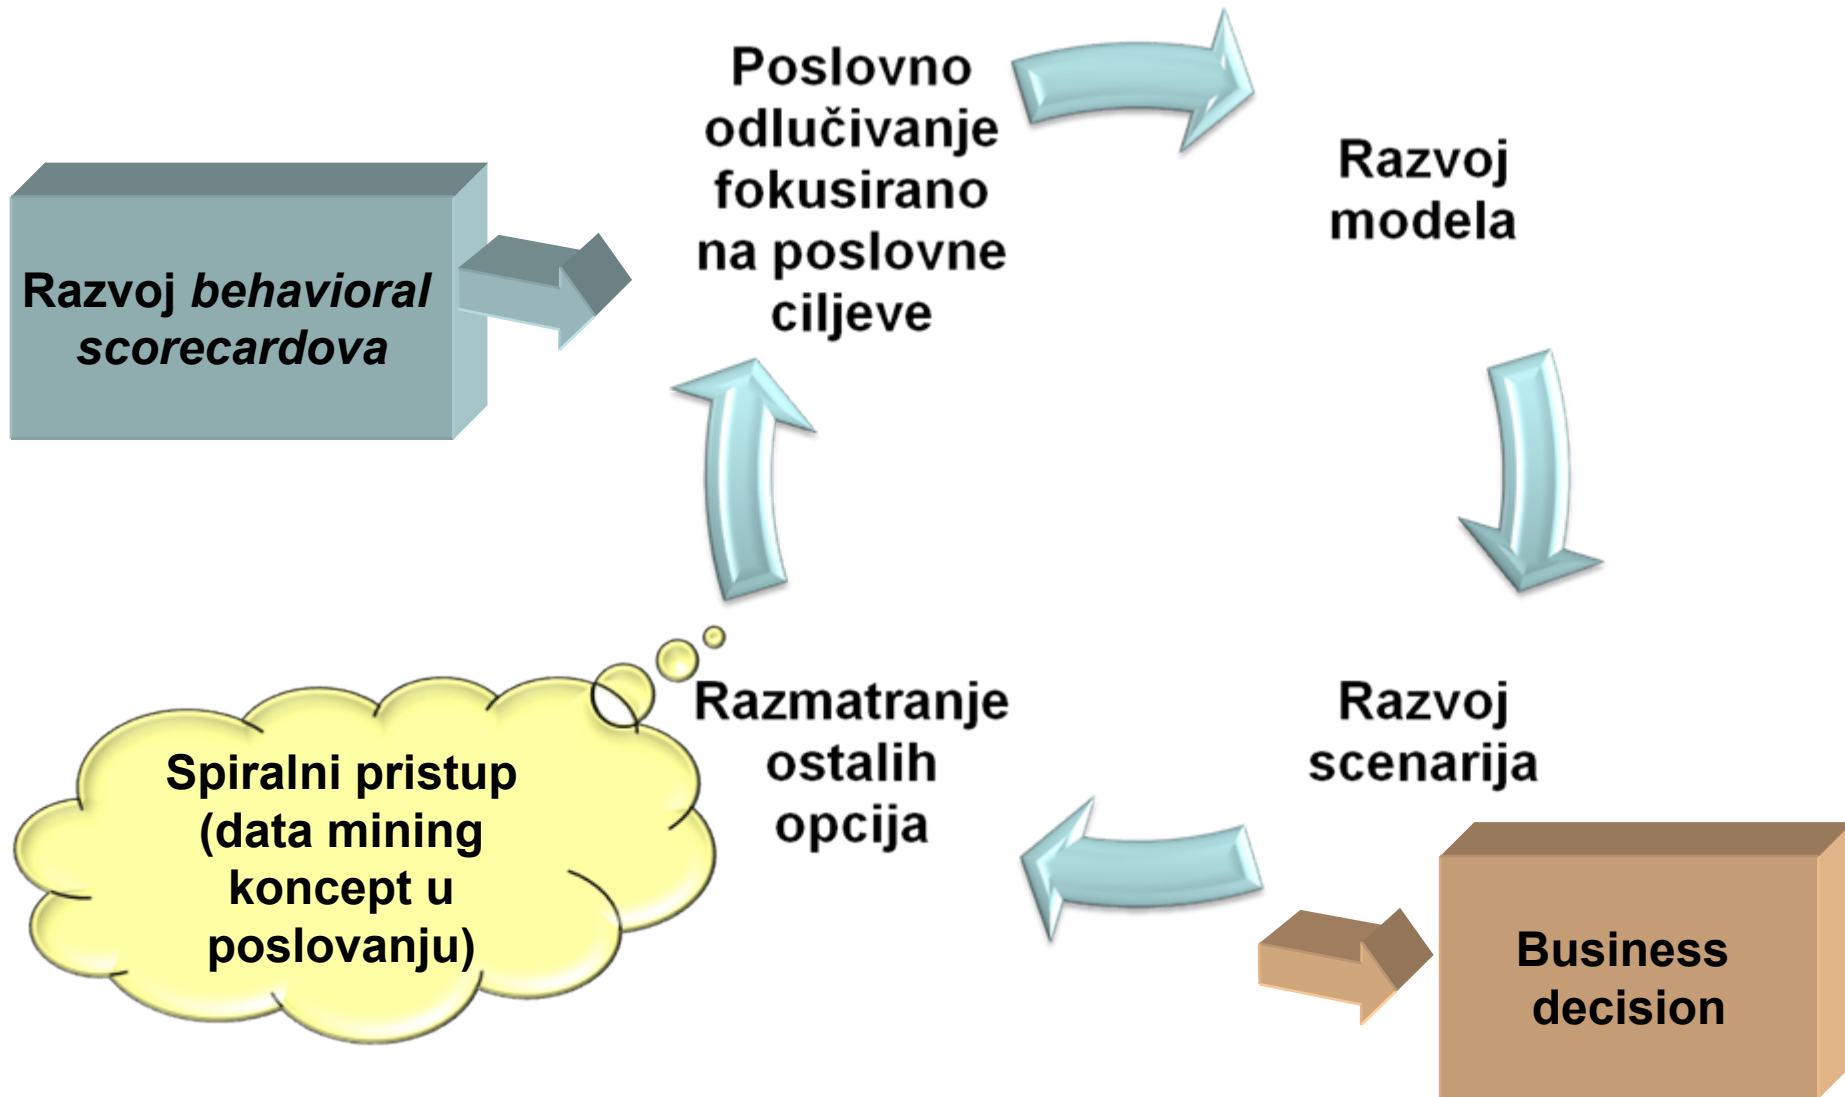 Poslovno
odlučivanje
fokusirano
na poslovne
ciljeve
Razvoj
modela
Razvoj behavioral
scorecardova
Razmatranje
ostalih
opcija
Razvoj
scenarija
Spiralni pristup
(data mining
koncept u
poslovanju)
Business
decision